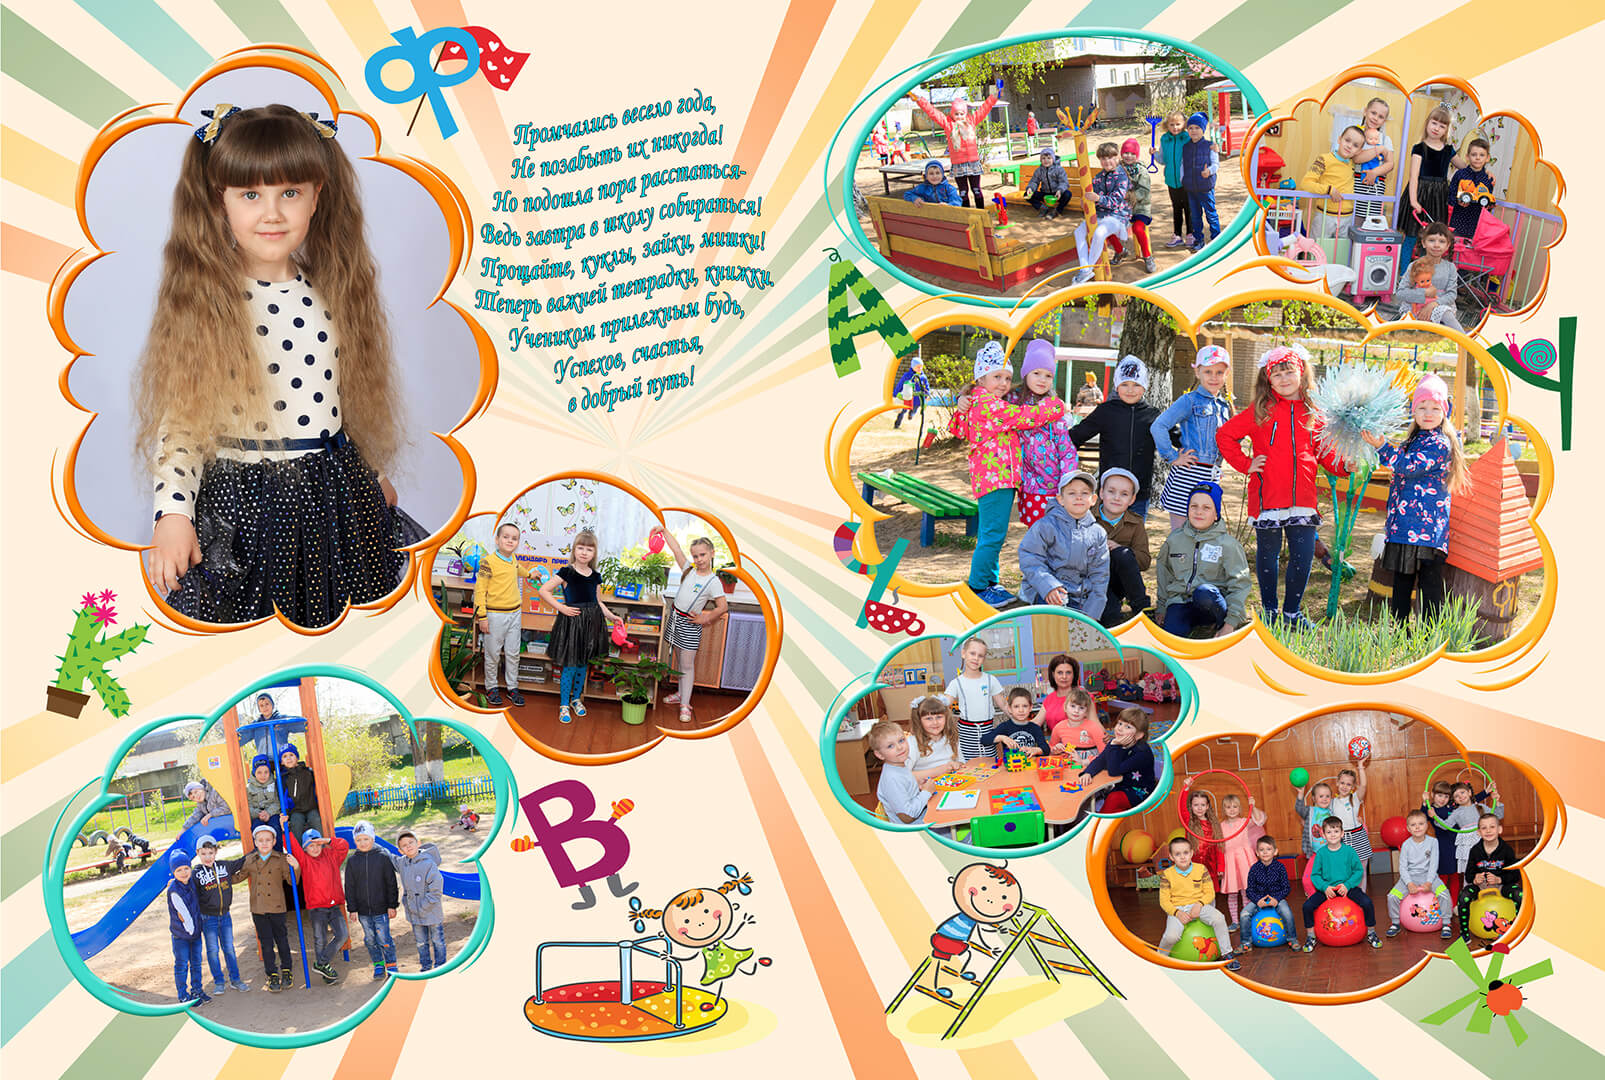 Ф
Промчались весело года,
Не позабыть их никогда!
Но подошла пора расстаться-
Ведь завтра в школу собираться!
Прощайте, куклы, зайки, мишки!
Теперь важней тетрадки, книжки.
Учеником прилежным будь,
Успехов, счастья,
в добрый путь!
А
У
К
В
Ж